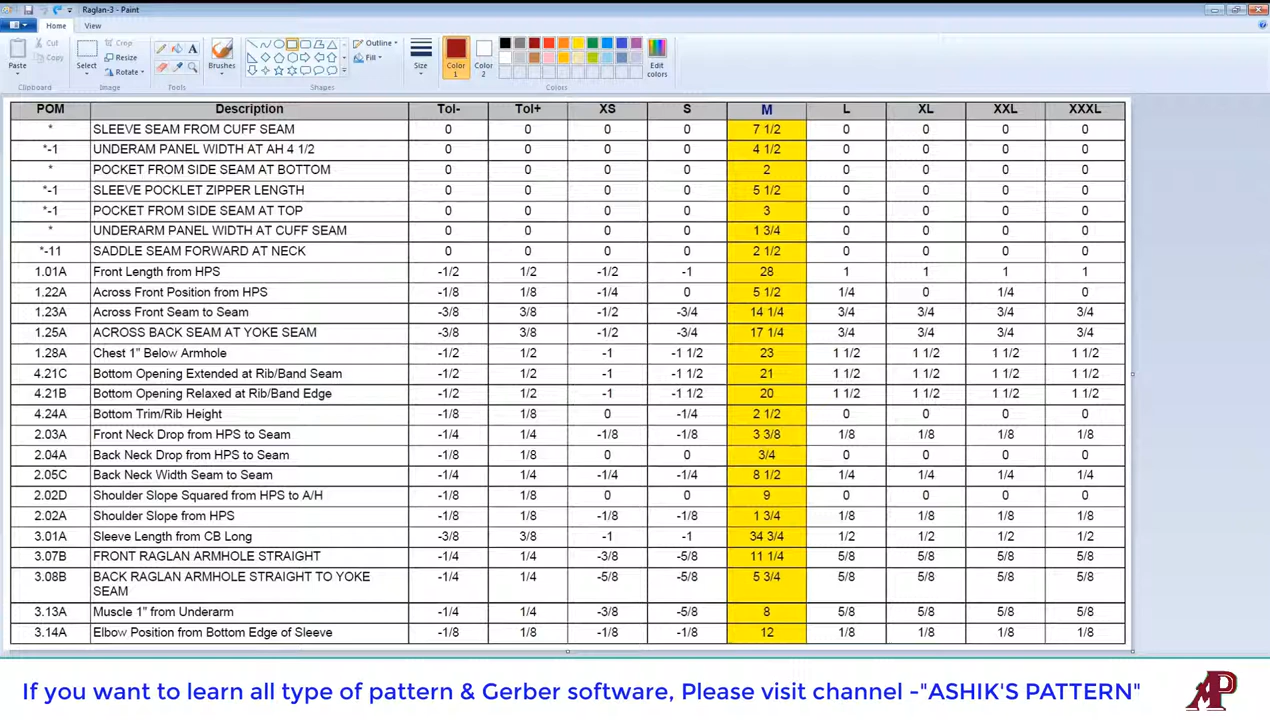 Raglan-3 - Paint
Home View
Cut Crop Outline
Copy Resize Fill
Paste Select Rotate Brushes Size Color 1 Color 2 Edit colors
Clipboard Image Tools Shapes Colors
POM Description Tol- Tol+ XS S M L XL XXL XXXL
* SLEEVE SEAM FROM CUFF SEAM 0 0 0 0 7 1/2 0 0 0 0
*-1 UNDERAM PANEL WIDTH AT AH 4 1/2 0 0 0 0 4 1/2 0 0 0 0
* POCKET FROM SIDE SEAM AT BOTTOM 0 0 0 0 2 0 0 0 0
*-1 SLEEVE POCKLET ZIPPER LENGTH 0 0 0 0 5 1/2 0 0 0 0
*-1 POCKET FROM SIDE SEAM AT TOP 0 0 0 0 3 0 0 0 0
* UNDERARM PANEL WIDTH AT CUFF SEAM 0 0 0 0 1 3/4 0 0 0 0
*-11 SADDLE SEAM FORWARD AT NECK 0 0 0 0 2 1/2 0 0 0 0
1.01A Front Length from HPS -1/2 1/2 -1/2 -1 28 1 1 1 1
1.22A Across Front Position from HPS -1/8 1/8 -1/4 0 5 1/2 1/4 0 1/4 0
1.23A Across Front Seam to Seam -3/8 3/8 -1/2 -3/4 14 1/4 3/4 3/4 3/4 3/4
1.25A ACROSS BACK SEAM AT YOKE SEAM -3/8 3/8 -1/2 -3/4 17 1/4 3/4 3/4 3/4 3/4
1.28A Chest 1" Below Armhole -1/2 1/2 -1 -1 1/2 23 1 1/2 1 1/2 1 1/2 1 1/2
4.21C Bottom Opening Extended at Rib/Band Seam -1/2 1/2 -1 -1 1/2 21 1 1/2 1 1/2 1 1/2 1 1/2
4.21B Bottom Opening Relaxed at Rib/Band Edge -1/2 1/2 -1 -1 1/2 20 1 1/2 1 1/2 1 1/2 1 1/2
4.24A Bottom Trim/Rib Height -1/8 1/8 0 -1/4 2 1/2 0 0 0 0
2.03A Front Neck Drop from HPS to Seam -1/4 1/4 -1/8 -1/8 3 3/8 1/8 1/8 1/8 1/8
2.04A Back Neck Drop from HPS to Seam -1/8 1/8 0 0 3/4 0 0 0 0
2.05C Back Neck Width Seam to Seam -1/4 1/4 -1/4 -1/4 8 1/2 1/4 1/4 1/4 1/4
2.02D Shoulder Slope Squared from HPS to A/H -1/8 1/8 0 0 9 0 0 0 0
2.02A Shoulder Slope from HPS -1/8 1/8 -1/8 -1/8 1 3/4 1/8 1/8 1/8 1/8
3.01A Sleeve Length from CB Long -3/8 3/8 -1 -1 34 3/4 1/2 1/2 1/2 1/2
3.07B FRONT RAGLAN ARMHOLE STRAIGHT -1/4 1/4 -3/8 -5/8 11 1/4 5/8 5/8 5/8 5/8
3.08B BACK RAGLAN ARMHOLE STRAIGHT TO YOKE -1/4 1/4 -5/8 -5/8 5 3/4 5/8 5/8 5/8 5/8
SEAM
3.13A Muscle 1" from Underarm -1/4 1/4 -3/8 -5/8 8 5/8 5/8 5/8 5/8
3.14A Elbow Position from Bottom Edge of Sleeve -1/8 1/8 -1/8 -1/8 12 1/8 1/8 1/8 1/8
If you want to learn all type of pattern & Gerber software, Please visit channel -"ASHIK'S PATTERN"
AP